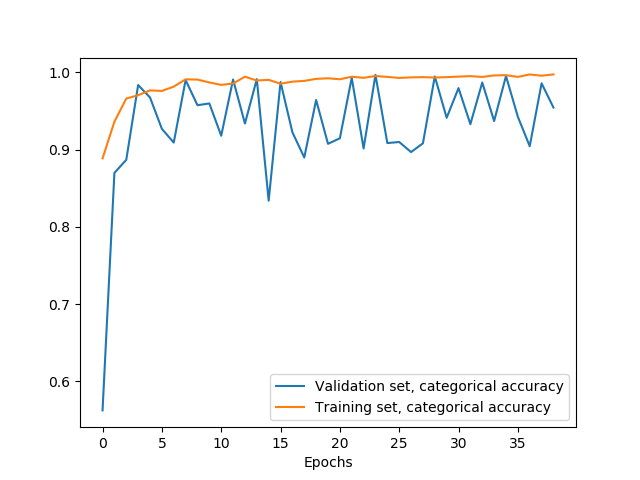 1.0
0.9
0.8
0.7
0.6
Validation set, categorical accuracy
Training set, categorical accuracy
0 5 10 15 20 25 30 35
Epochs